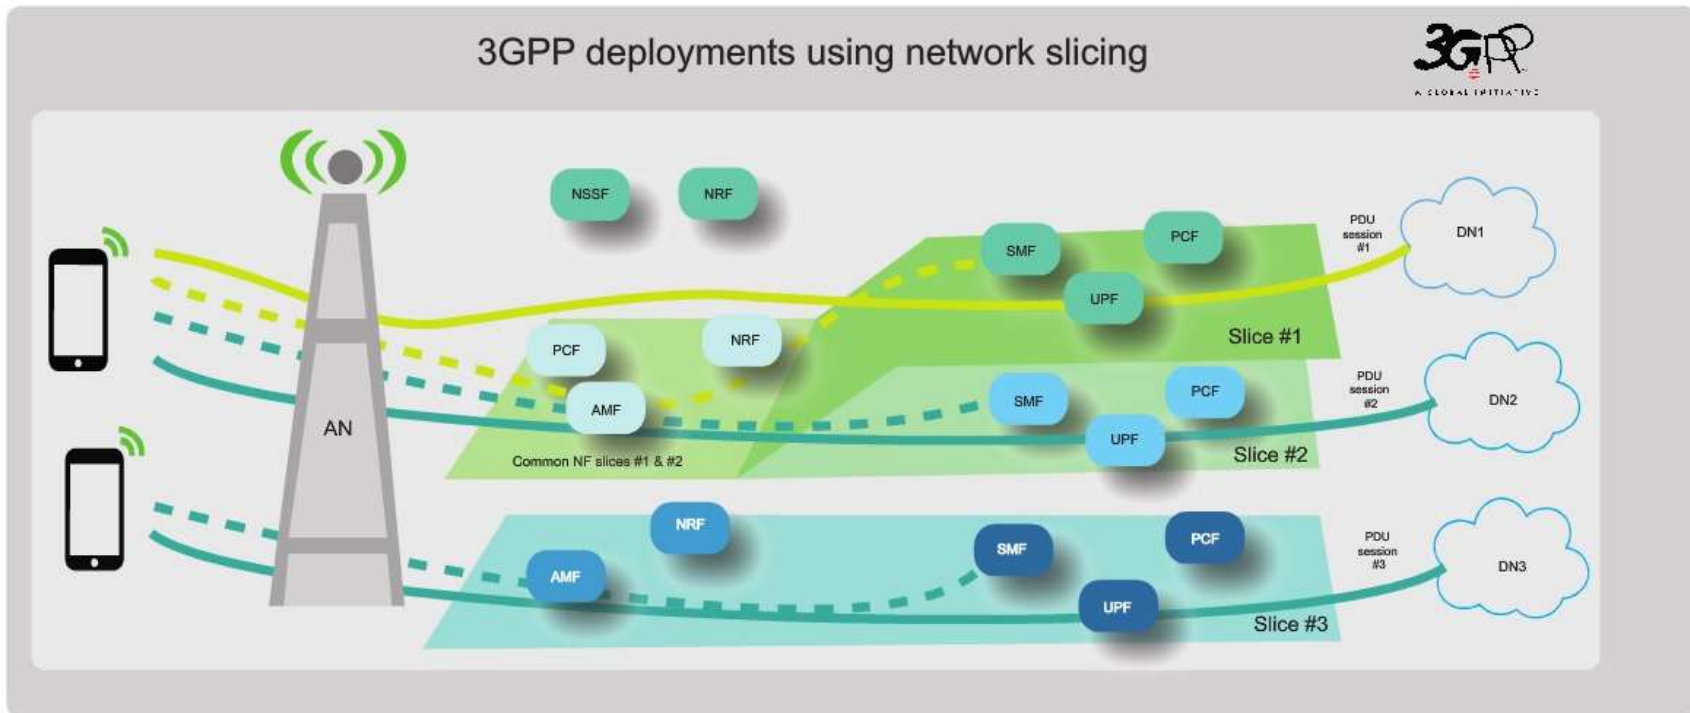 3GPP deployments using network slicing
3GPP
A GLOBAL INITIATIVE
NSSF
NRF
SMF
PCF
UPF
PDU
session
#1
DN1
Slice #1
AN
PCF
NRF
AMF
Common NF slices #1 & #2
SMF
PCF
UPF
PDU
session
#2
DN2
Slice #2
NRF
AMF
SMF
PCF
UPF
PDU
session
#3
DN3
Slice #3